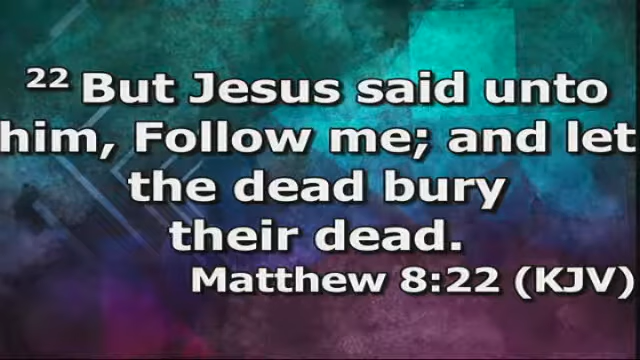 22 But Jesus said unto
him, Follow me; and let
the dead bury
their dead.
Matthew 8:22 (KJV)